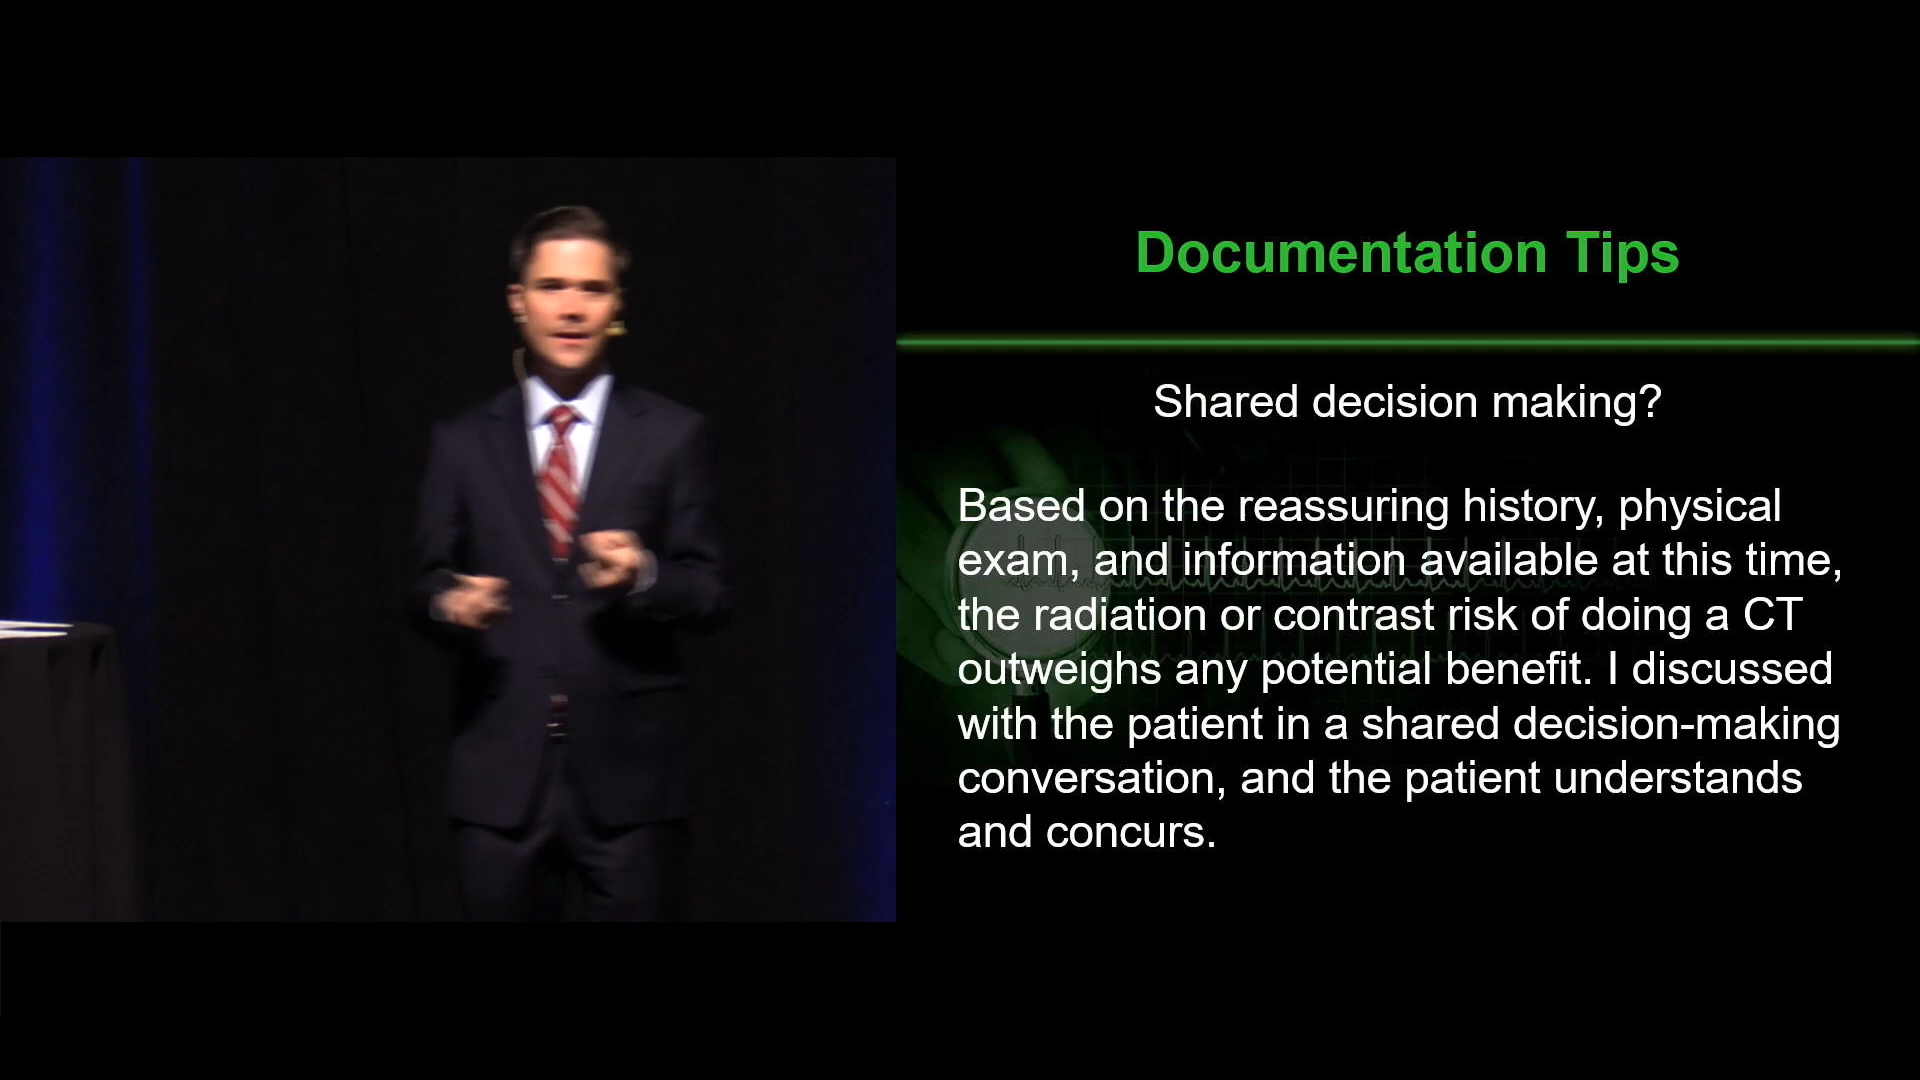 Documentation Tips
Shared decision making?
Based on the reassuring history, physical
exam, and information available at this time,
the radiation or contrast risk of doing a CT
outweighs any potential benefit. I discussed
with the patient in a shared decision-making
conversation, and the patient understands
and concurs.